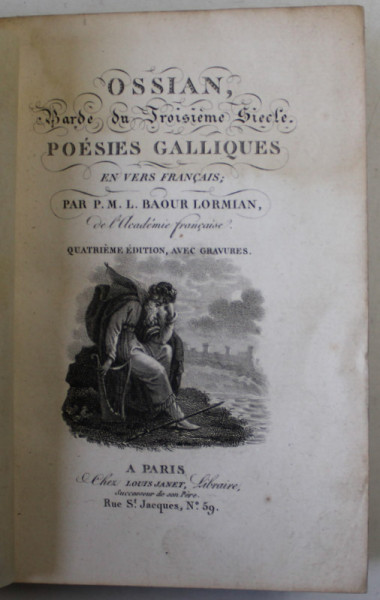 OSSIAN,
Barde du Troisième Siècle.
POÉSIES GALLIQUES
EN VERS FRANÇAIS;
PAR P. M. L. BAOUR LORMIAN,
de l'Académie française.
QUATRIÈME ÉDITION, AVEC GRAVURES.
A PARIS
Chez LOUIS JANET, Libraire,
Successeur de son Père.
Rue St. Jacques, No. 59.